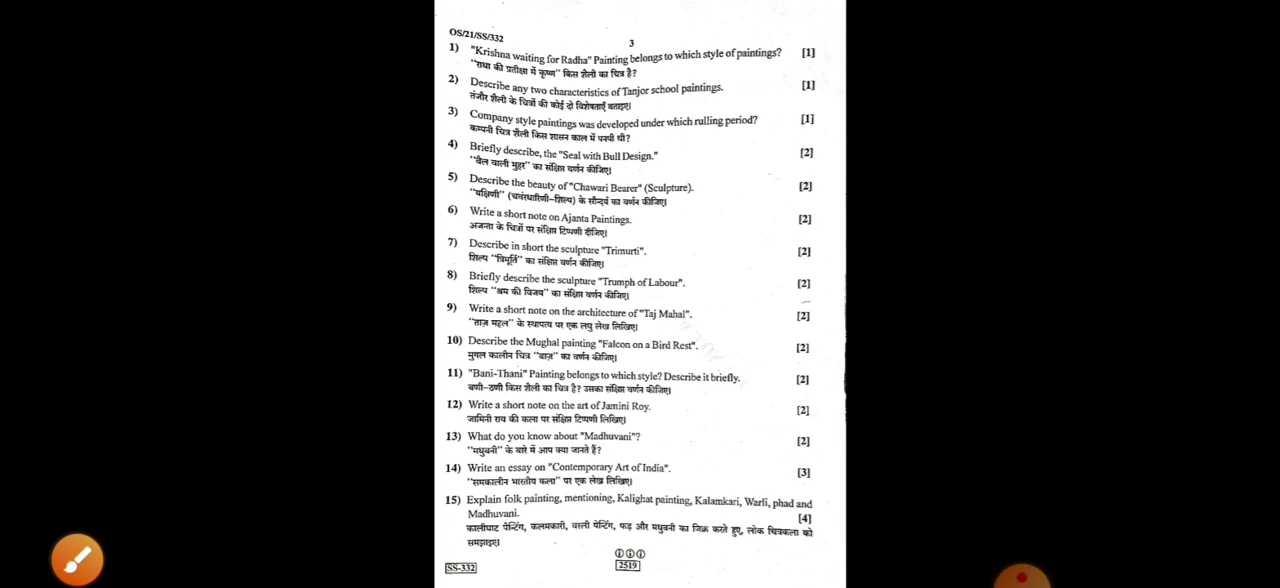 OS/21/SS/332
3
1) "Krishna waiting for Radha" Painting belongs to which style of paintings? [1]
"राधा की प्रतीक्षा में कृष्ण" किस शैली का चित्र है?
2) Describe any two characteristics of Tanjor school paintings. [1]
तंजौर शैली के चित्रों की कोई दो विशेषताएँ बताइए।
3) Company style paintings was developed under which rulling period? [1]
कम्पनी चित्र शैली किस शासन काल में पनपी थी?
4) Briefly describe, the "Seal with Bull Design." [2]
"बैल वाली मुहर" का संक्षिप्त वर्णन कीजिए।
5) Describe the beauty of "Chawari Bearer" (Sculpture). [2]
"यक्षिणी" (चवंरधारिणी-शिल्प) के सौन्दर्य का वर्णन कीजिए।
6) Write a short note on Ajanta Paintings. [2]
अजन्ता के चित्रों पर संक्षिप्त टिप्पणी दीजिए।
7) Describe in short the sculpture "Trimurti". [2]
शिल्प "त्रिमूर्ति" का संक्षिप्त वर्णन कीजिए।
8) Briefly describe the sculpture "Trumph of Labour". [2]
शिल्प "श्रम की विजय" का संक्षिप्त वर्णन कीजिए।
9) Write a short note on the architecture of "Taj Mahal". [2]
"ताज़ महल" के स्थापत्य पर एक लघु लेख लिखिए।
10) Describe the Mughal painting "Falcon on a Bird Rest". [2]
मुगल कालीन चित्र "बाज़" का वर्णन कीजिए।
11) "Bani-Thani" Painting belongs to which style? Describe it briefly. [2]
बणी-ठणी किस शैली का चित्र है? उसका संक्षिप्त वर्णन कीजिए।
12) Write a short note on the art of Jamini Roy. [2]
जामिनी राय की कला पर संक्षिप्त टिप्पणी लिखिए।
13) What do you know about "Madhuvani"? [2]
"मधुबनी" के बारे में आप क्या जानते हैं?
14) Write an essay on "Contemporary Art of India". [3]
"समकालीन भारतीय कला" पर एक लेख लिखिए।
15) Explain folk painting, mentioning, Kalighat painting, Kalamkari, Warli, phad and
Madhuvani. [4]
कालीघाट पेंन्टिंग, कलमकारी, वरली पेन्टिंग, फड़ और मधुबनी का जिक्र करते हुए, लोक चित्रकला को
समझाइए।
SS-332
2519